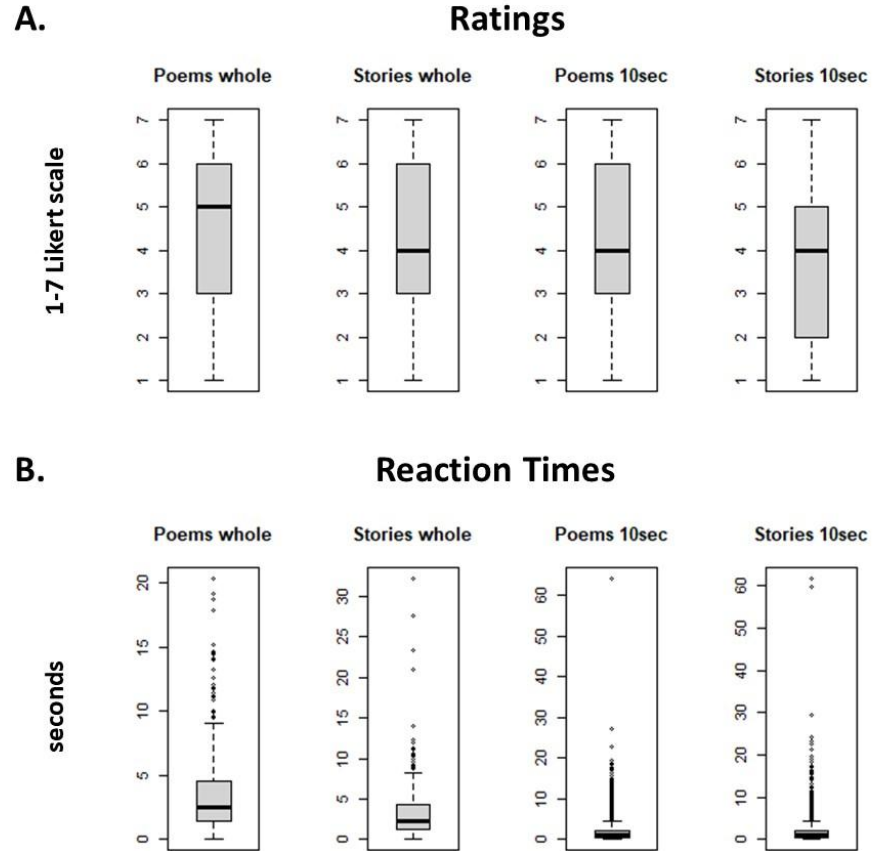 A. Ratings
Poems whole Stories whole Poems 10sec Stories 10sec
1-7 Likert scale
7 7 7 7
6 6 6 6
5 5 5 5
4 4 4 4
3 3 3 3
2 2 2 2
1 1 1 1
B. Reaction Times
Poems whole Stories whole Poems 10sec Stories 10sec
seconds
20 30 60 60
15 25 50 50
10 20 40 40
5 15 30 30
0 10 20 20
5 10 10
0 0 0